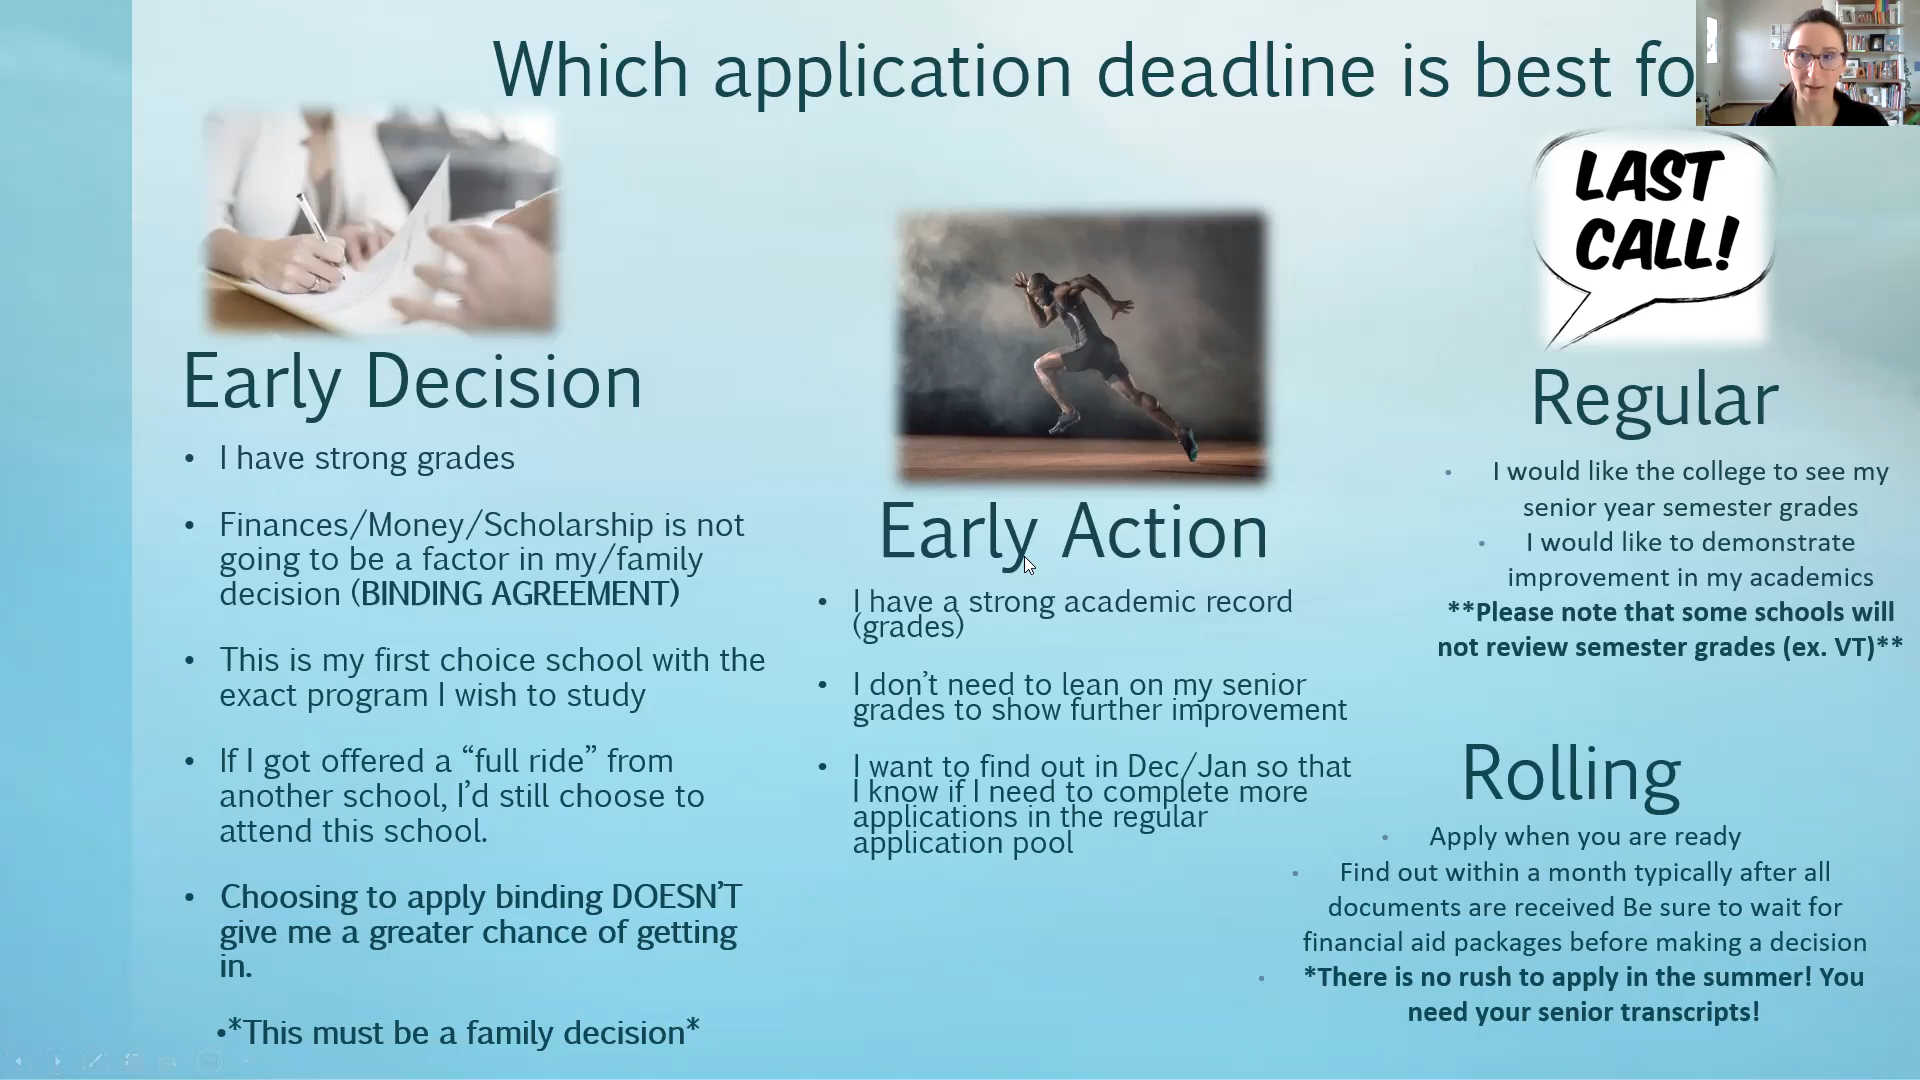 Which application deadline is best fo
LAST
CALL!
Early Decision
• I have strong grades
• Finances/Money/Scholarship is not
going to be a factor in my/family
decision (BINDING AGREEMENT)
• This is my first choice school with the
exact program I wish to study
• If I got offered a “full ride” from
another school, I’d still choose to
attend this school.
• Choosing to apply binding DOESN’T
give me a greater chance of getting
in.
•*This must be a family decision*
Early Action
• I have a strong academic record
(grades)
• I don’t need to lean on my senior
grades to show further improvement
• I want to find out in Dec/Jan so that
I know if I need to complete more
applications in the regular
application pool
Regular
• I would like the college to see my
senior year semester grades
• I would like to demonstrate
improvement in my academics
**Please note that some schools will
not review semester grades (ex. VT)**
Rolling
• Apply when you are ready
• Find out within a month typically after all
documents are received Be sure to wait for
financial aid packages before making a decision
• *There is no rush to apply in the summer! You
need your senior transcripts!